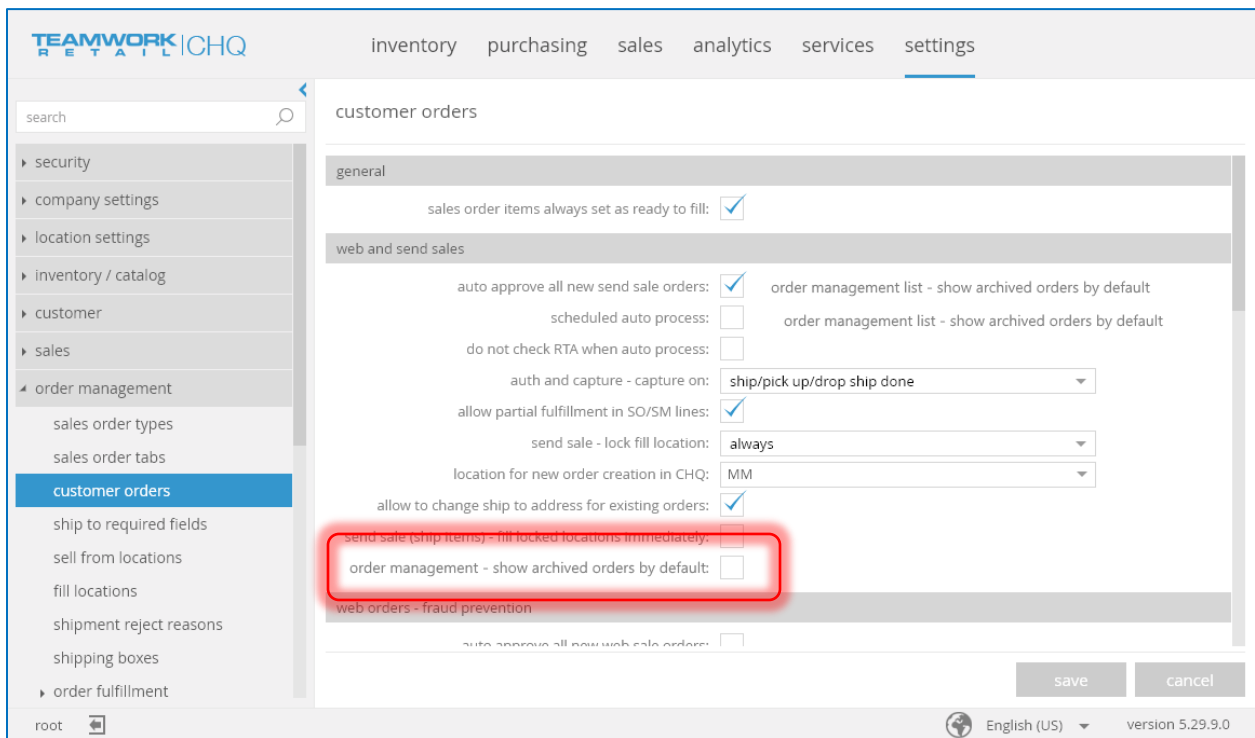 TEAMWORK CHQ
RETAIL
inventory purchasing sales analytics services settings
search
customer orders
security
company settings
location settings
inventory / catalog
customer
sales
order management
sales order types
sales order tabs
customer orders
ship to required fields
sell from locations
fill locations
shipment reject reasons
shipping boxes
order fulfillment
general
sales order items always set as ready to fill:
web and send sales
auto approve all new send sale orders: order management list - show archived orders by default
scheduled auto process: order management list - show archived orders by default
do not check RTA when auto process:
auth and capture - capture on: ship/pick up/drop ship done
allow partial fulfillment in SO/SM lines:
send sale - lock fill location: always
location for new order creation in CHQ: MM
allow to change ship to address for existing orders:
send sale (ship items) - fill locked locations immediately:
order management - show archived orders by default:
web orders - fraud prevention
auto approve all new web sale orders:
save cancel
root English (US) version 5.29.9.0